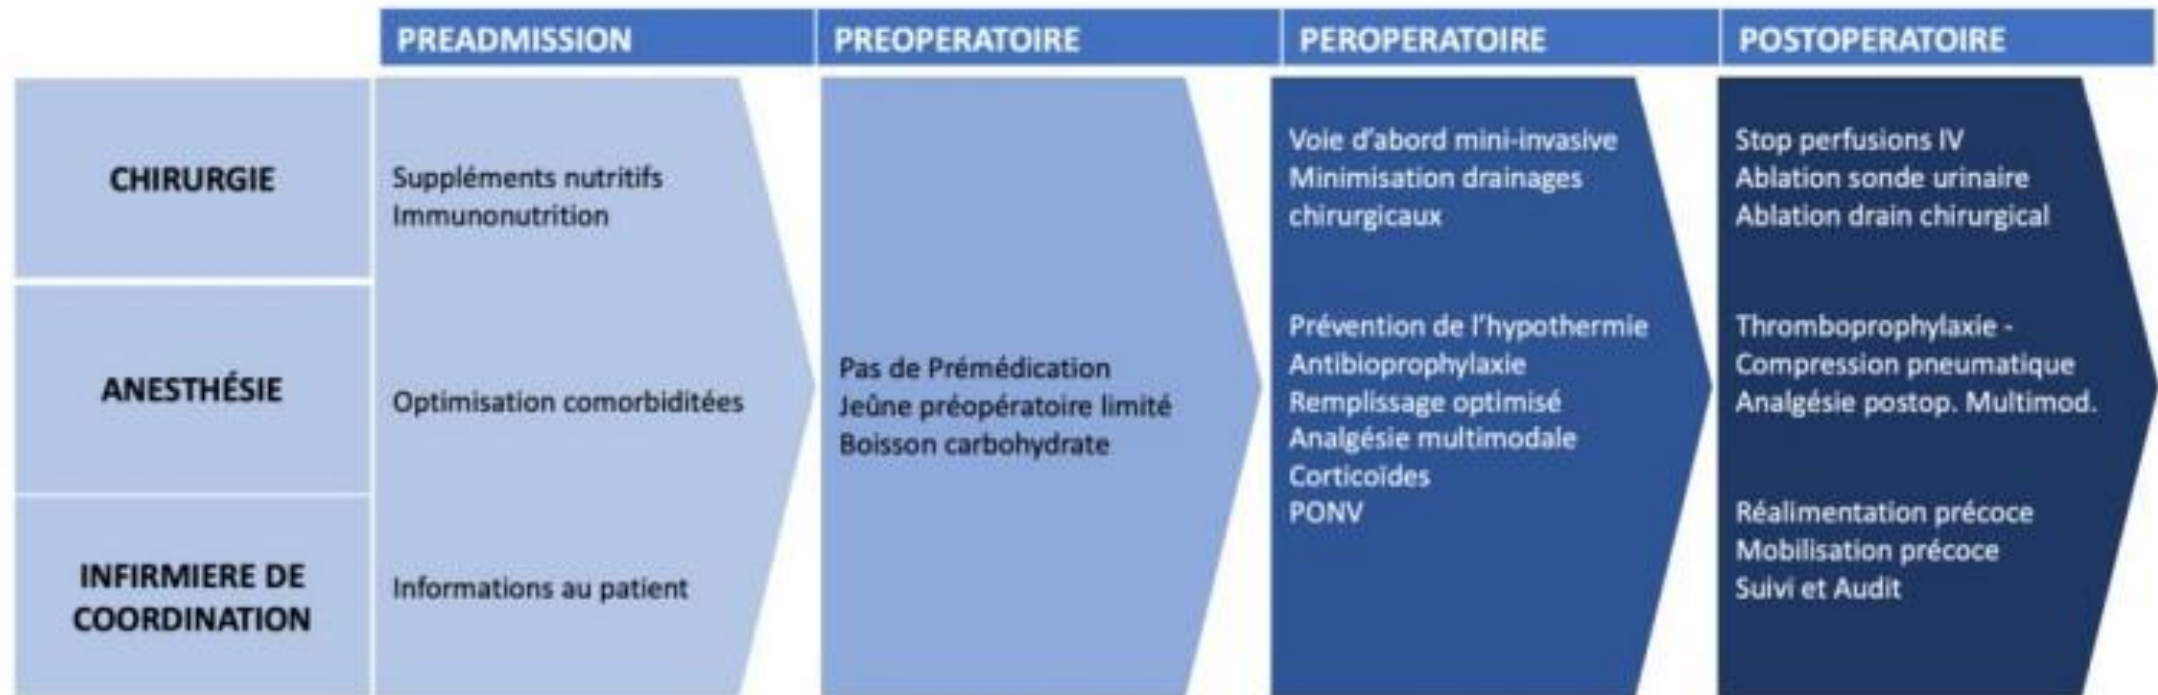 PREADMISSION
PREOPERATOIRE
PEROPERATOIRE
POSTOPERATOIRE
CHIRURGIE
Suppléments nutritifs
Immunonutrition
Voie d'abord mini-invasive
Minimisation drainages
chirurgicaux
Stop perfusions IV
Ablation sonde urinaire
Ablation drain chirurgical
ANESTHÉSIE
Optimisation comorbiditées
Pas de Prémédication
Jeûne préopératoire limité
Boisson carbohydrate
Prévention de l'hypothermie
Antibioprophylaxie
Remplissage optimisé
Analgésie multimodale
Corticoïdes
PONV
Thromboprophylaxie -
Compression pneumatique
Analgésie postop. Multimod.
INFIRMIERE DE
COORDINATION
Informations au patient
Réalimentation précoce
Mobilisation précoce
Suivi et Audit